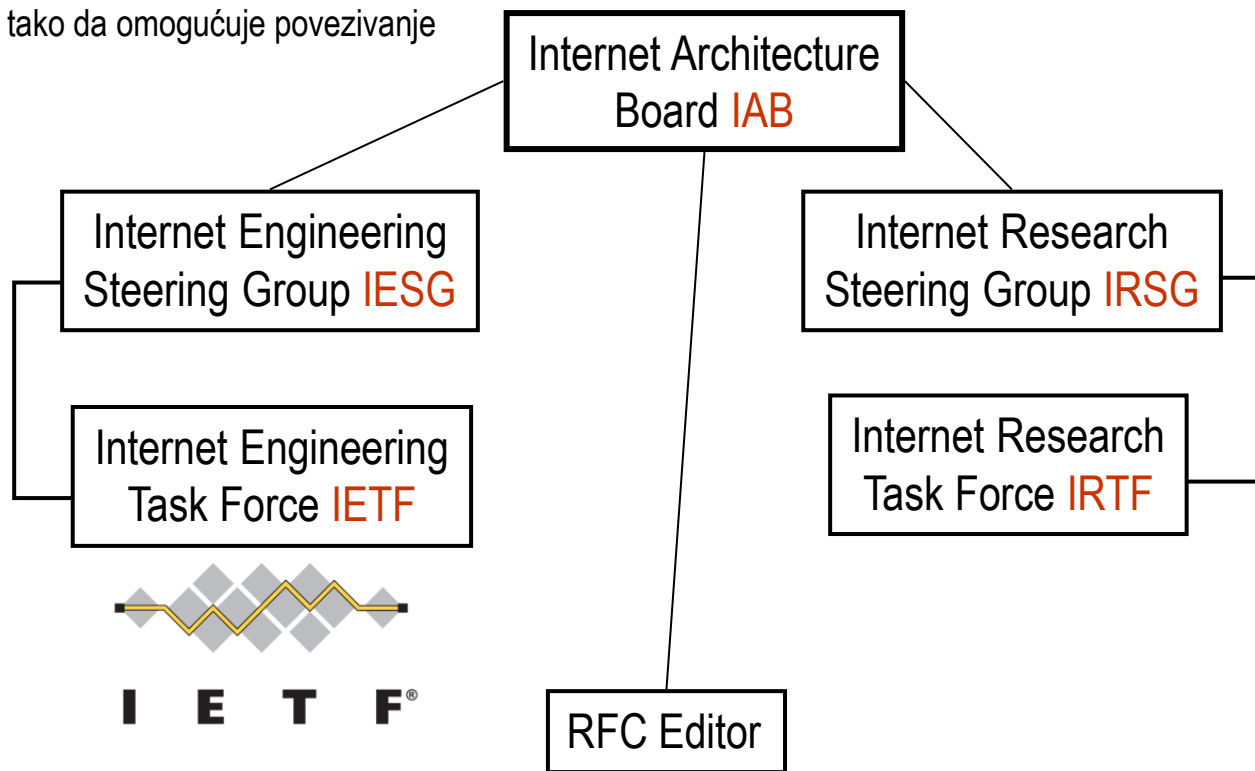 tako da omogućuje povezivanje
Internet Architecture
Board IAB
Internet Engineering
Steering Group IESG
Internet Research
Steering Group IRSG
Internet Engineering
Task Force IETF
Internet Research
Task Force IRTF
I E T F®
RFC Editor